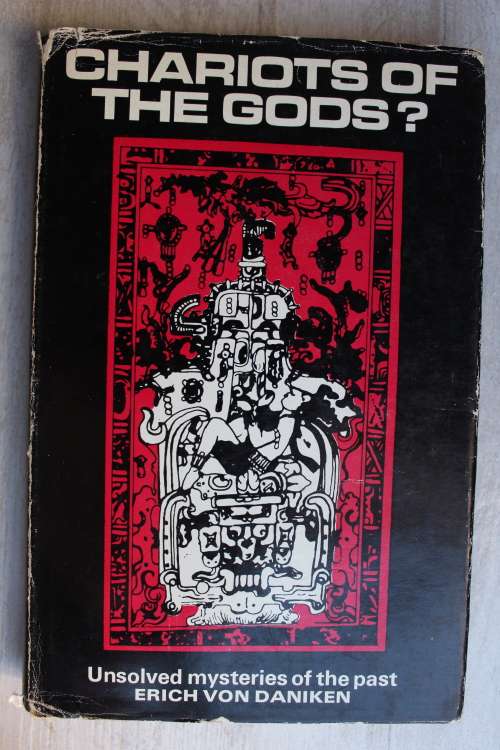 CHARIOTS OF
THE GODS?
Unsolved mysteries of the past
ERICH VON DANIKEN